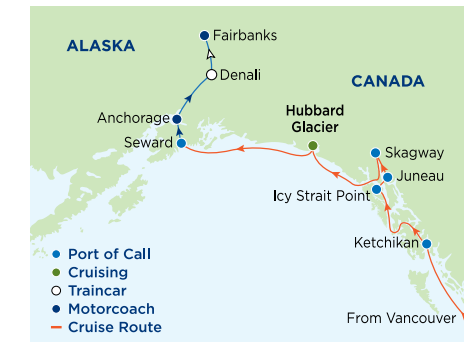 Fairbanks
ALASKA
Denali
CANADA
Hubbard
Glacier
Anchorage
Seward
Skagway
Juneau
Icy Strait Point
Ketchikan
Port of Call
Cruising
Traincar
Motorcoach
Cruise Route
From Vancouver